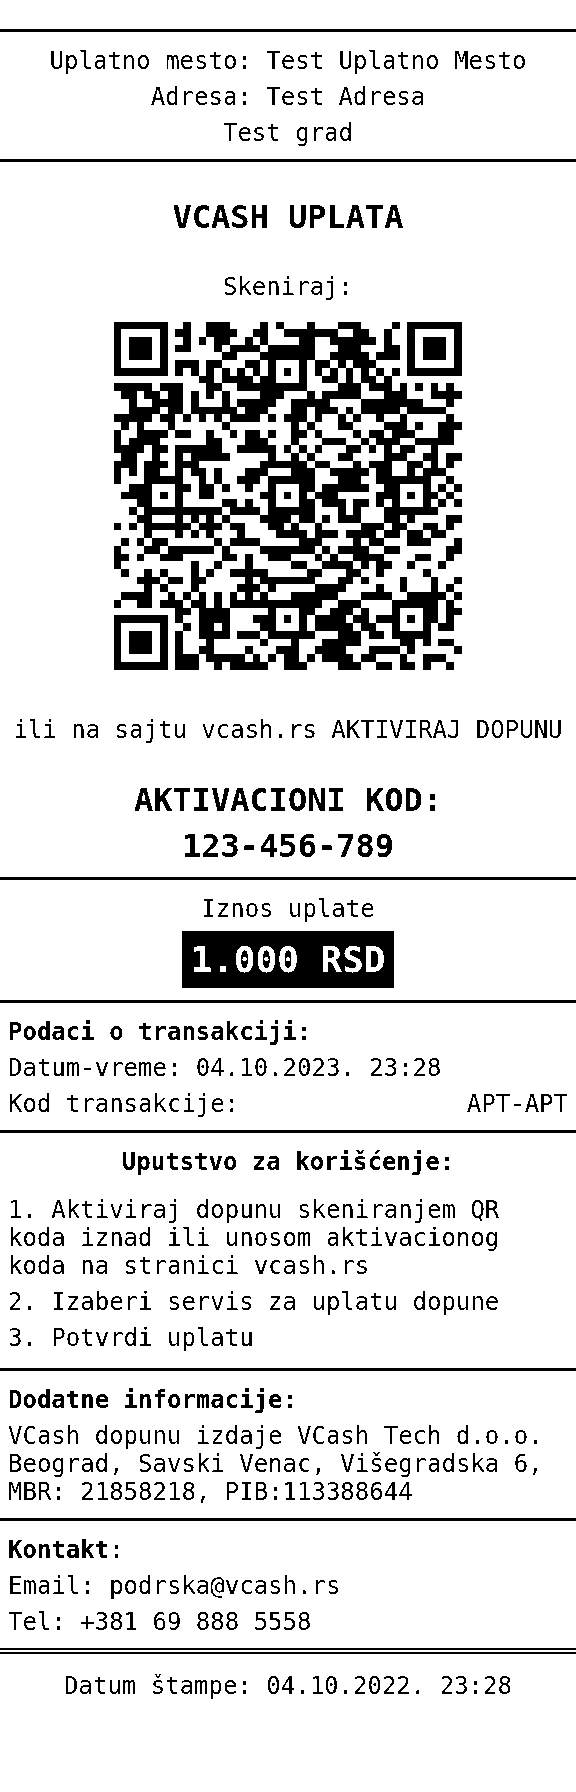 Uplatno mesto: Test Uplatno Mesto
Adresa: Test Adresa
Test grad
VCASH UPLATA
Skeniraj:
ili na sajtu vcash.rs AKTIVIRAJ DOPUNU
AKTIVACIONI KOD:
123-456-789
Iznos uplate
1.000 RSD
Podaci o transakciji:
Datum-vreme: 04.10.2023. 23:28
Kod transakcije: APT-APT
Uputstvo za korišćenje:
1. Aktiviraj dopunu skeniranjem QR
koda iznad ili unosom aktivacionog
koda na stranici vcash.rs
2. Izaberi servis za uplatu dopune
3. Potvrdi uplatu
Dodatne informacije:
VCash dopunu izdaje VCash Tech d.o.o.
Beograd, Savski Venac, Višegradska 6,
MBR: 21858218, PIB:113388644
Kontakt:
Email: podrska@vcash.rs
Tel: +381 69 888 5558
Datum štampe: 04.10.2022. 23:28